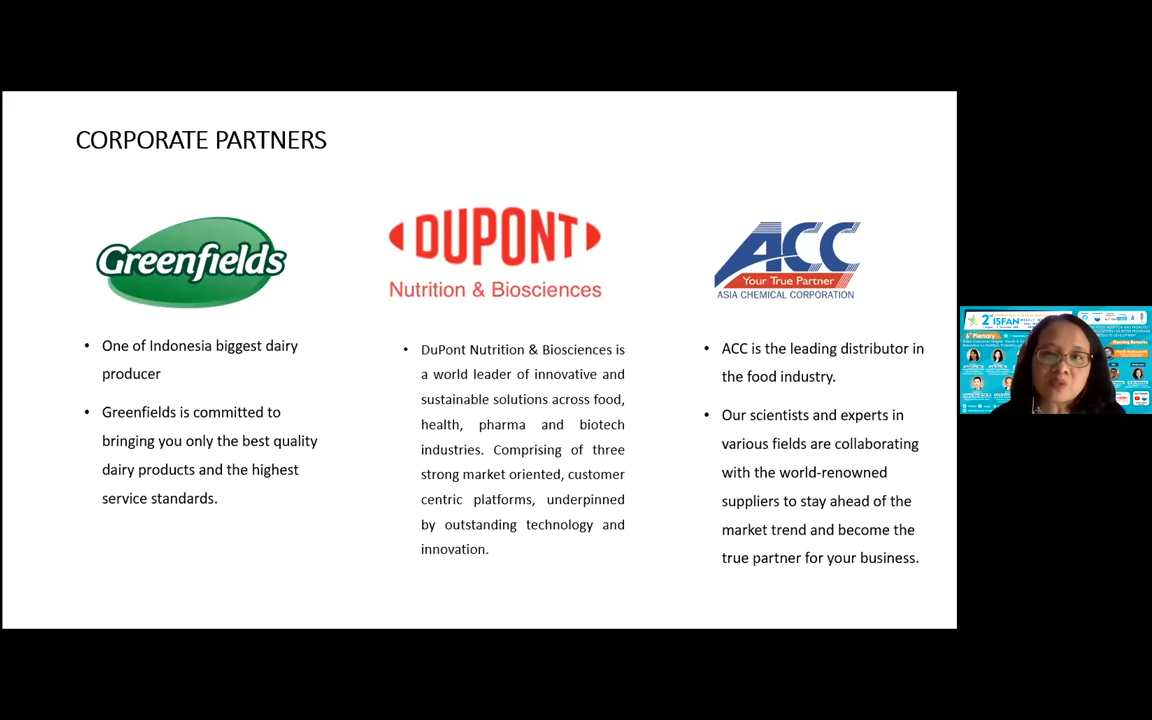 CORPORATE PARTNERS
Greenfields
• One of Indonesia biggest dairy
producer
• Greenfields is committed to
bringing you only the best quality
dairy products and the highest
service standards.
DUPONT
Nutrition & Biosciences
• DuPont Nutrition & Biosciences is
a world leader of innovative and
sustainable solutions across food,
health, pharma and biotech
industries. Comprising of three
strong market oriented, customer
centric platforms, underpinned
by outstanding technology and
innovation.
ACC
Your True Partner
ASIA CHEMICAL CORPORATION
• ACC is the leading distributor in
the food industry.
• Our scientists and experts in
various fields are collaborating
with the world-renowned
suppliers to stay ahead of the
market trend and become the
true partner for your business.
2nd ISFAN
6th Plenary
Opening Remarks